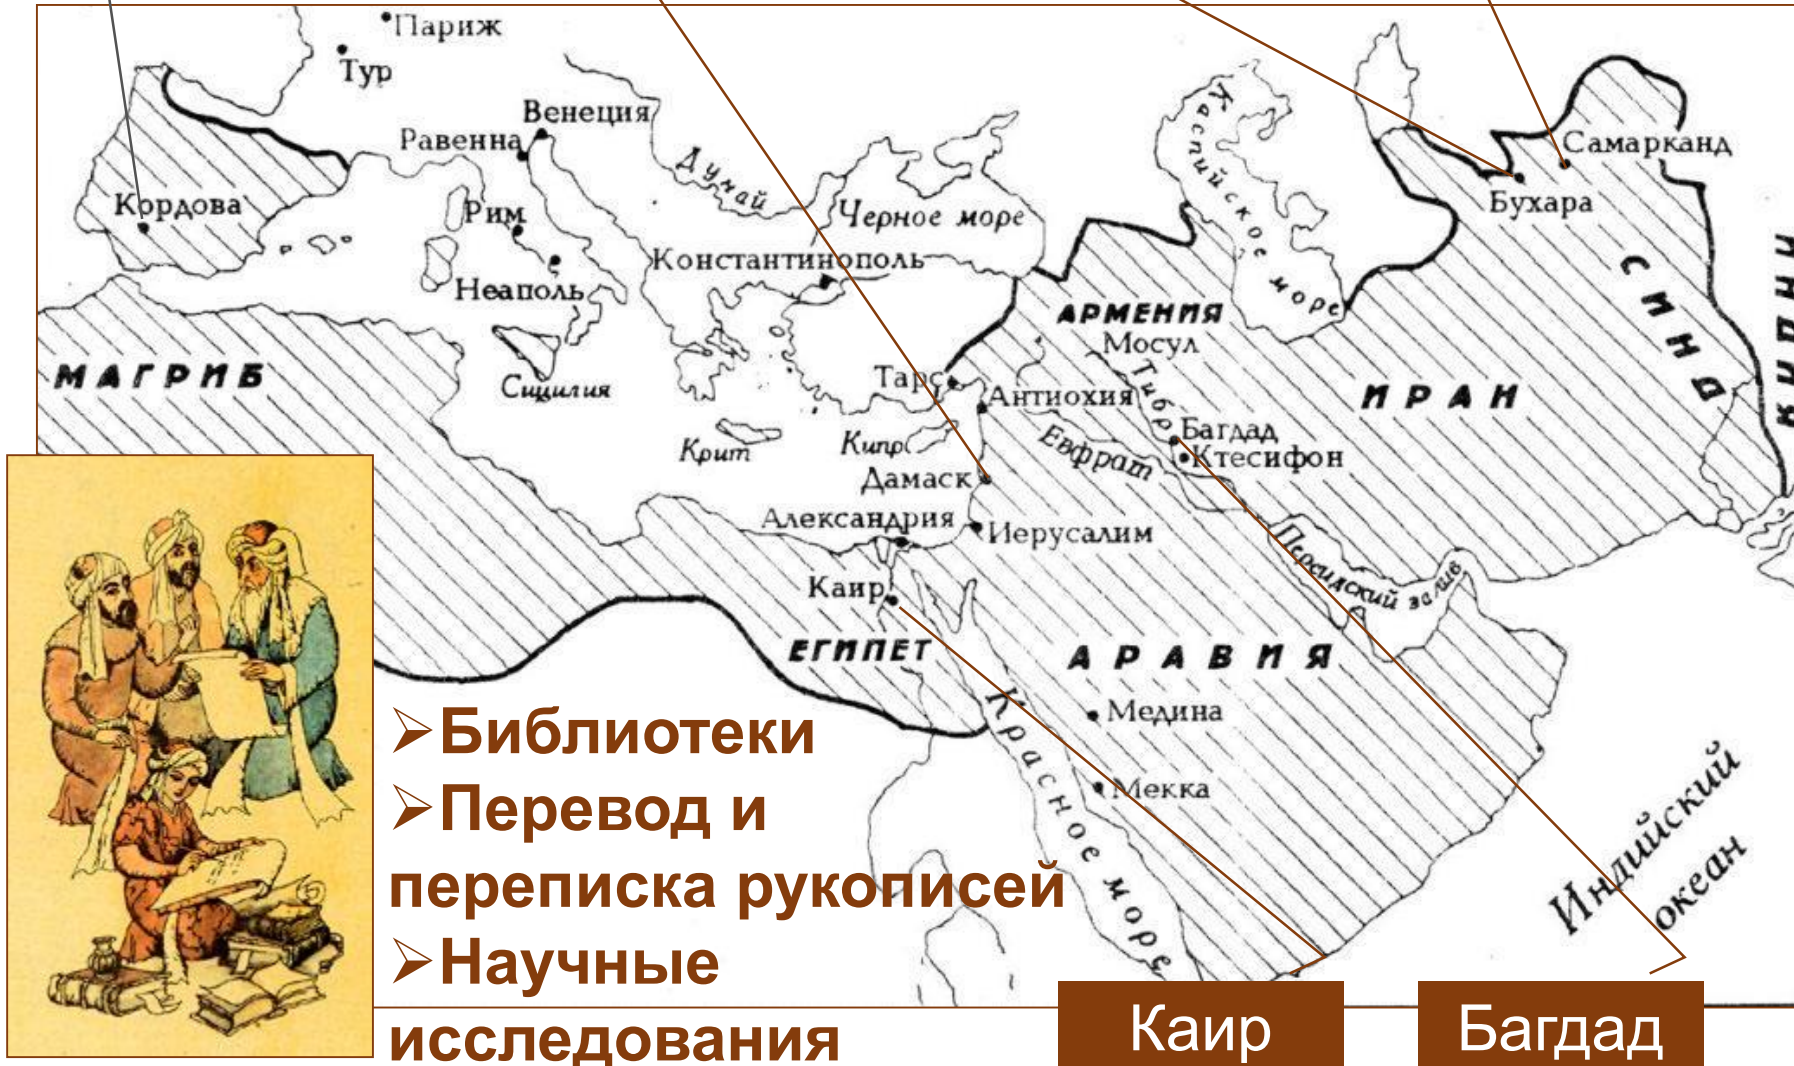 Париж
Тур
Венеция
Равенна
Дунай
Каспийское море
Самарканд
Бухара
Кордова
Рим
Черное море
Константинополь
Неаполь
СИНД
АРМЕНИЯ
Мосул
МАГРИБ
Сицилия
Тарс
Антиохия
Тибр
ИРАН
Крит
Кипр
Евфрат
Багдад
Ктесифон
Дамаск
Александрия
Иерусалим
Персидский залив
Каир
ЕГИПЕТ
АРАВИЯ
Медина
Красное море
Мекка
Индийский
океан
➢Библиотеки
➢Перевод и
переписка рукописей
➢Научные
исследования
Каир
Багдад